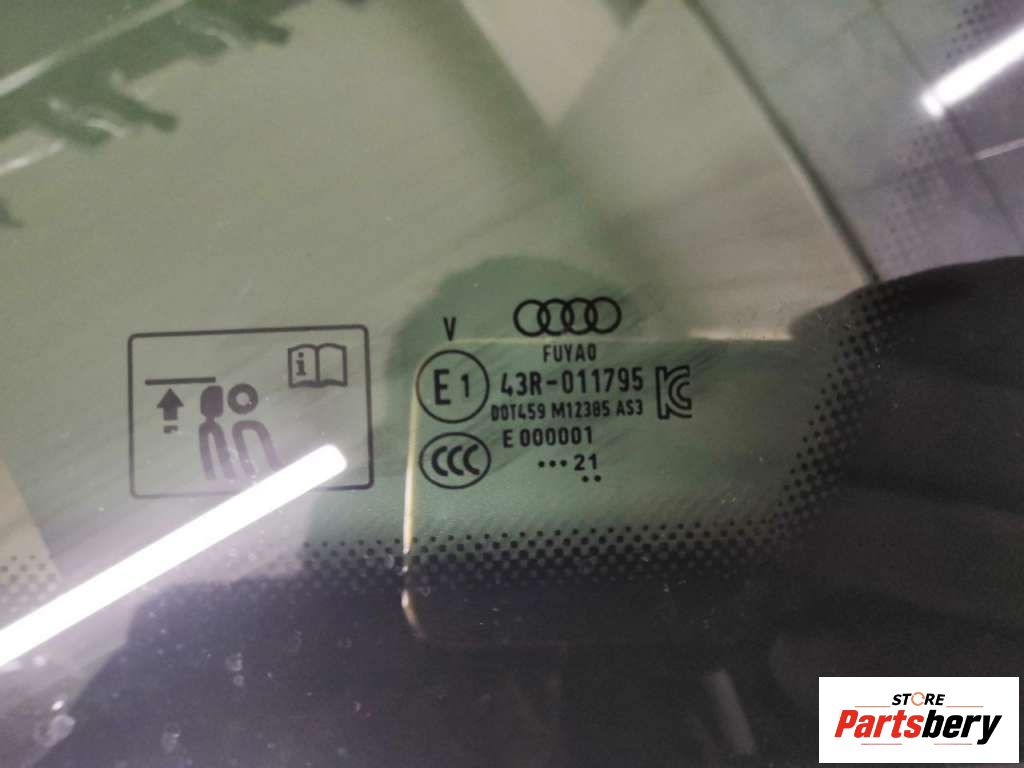 V
FUYAO
E1
43R-011795
DOT459 M12385 AS3
E 000001
CCC
•••21
••
i
STORE
Partsbery